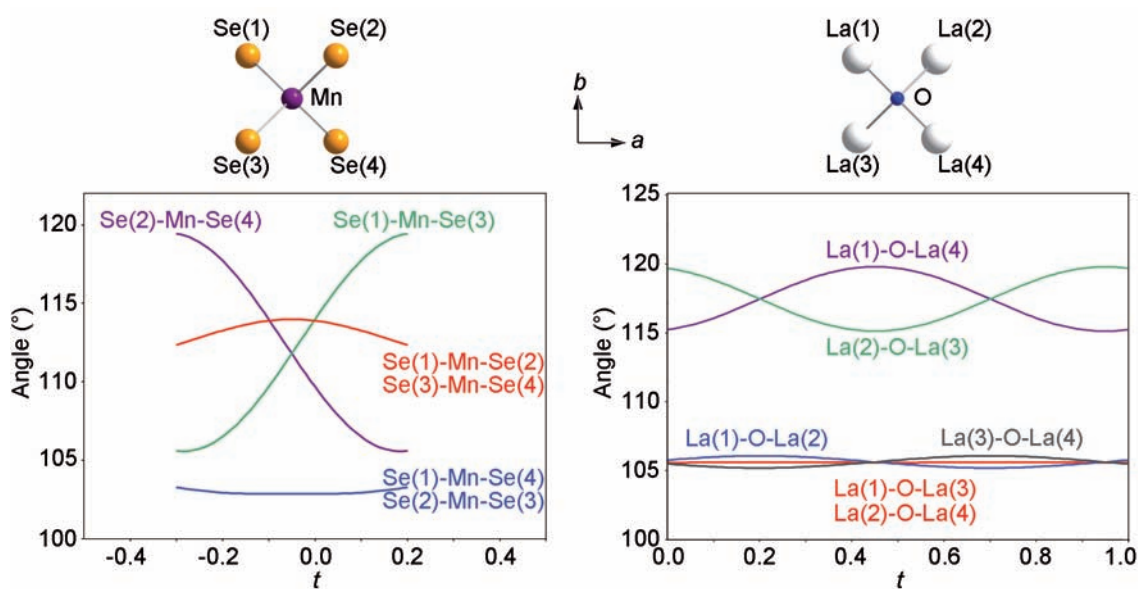 Se(1)
Se(2)
Mn
Se(3)
Se(4)
b
a
La(1)
La(2)
O
La(3)
La(4)
Angle (°)
120
115
110
105
100
Se(2)-Mn-Se(4)
Se(1)-Mn-Se(3)
Se(1)-Mn-Se(2)
Se(3)-Mn-Se(4)
Se(1)-Mn-Se(4)
Se(2)-Mn-Se(3)
-0.4
-0.2
0.0
0.2
0.4
t
Angle (°)
125
120
115
110
105
100
La(1)-O-La(4)
La(2)-O-La(3)
La(1)-O-La(2)
La(3)-O-La(4)
La(1)-O-La(3)
La(2)-O-La(4)
0.0
0.2
0.4
0.6
0.8
1.0
t